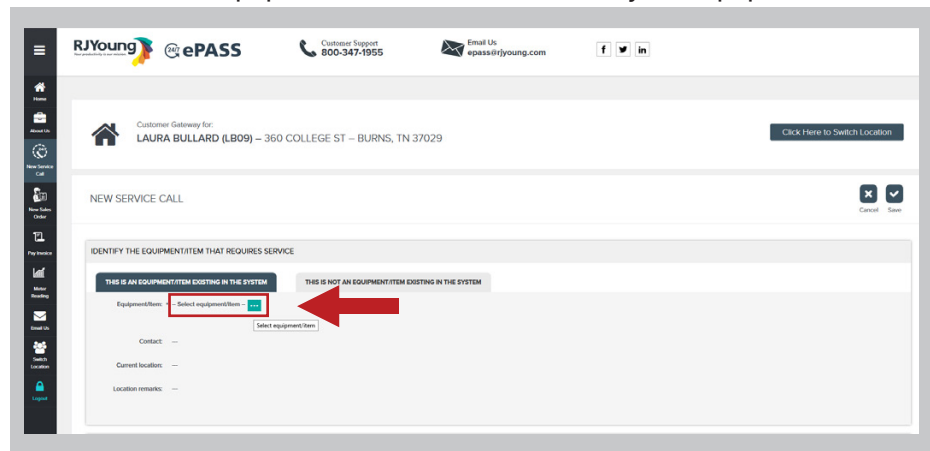 RJYoung 24/7 ePASS
Customer Support
800-347-1955
Email Us
epass@rjyoung.com
Home
About Us
New Service
Call
New Sales
Order
Pay Invoice
Meter
Reading
Email Us
Switch
Location
Logout
Customer Gateway for:
LAURA BULLARD (LB09) – 360 COLLEGE ST – BURNS, TN 37029
Click Here to Switch Location
NEW SERVICE CALL
Cancel Save
IDENTIFY THE EQUIPMENT/ITEM THAT REQUIRES SERVICE
THIS IS AN EQUIPMENT/ITEM EXISTING IN THE SYSTEM
THIS IS NOT AN EQUIPMENT/ITEM EXISTING IN THE SYSTEM
Equipment/Item: * – Select equipment/item – ...
Select equipment/item
Contact: —
Current location: —
Location remarks: —